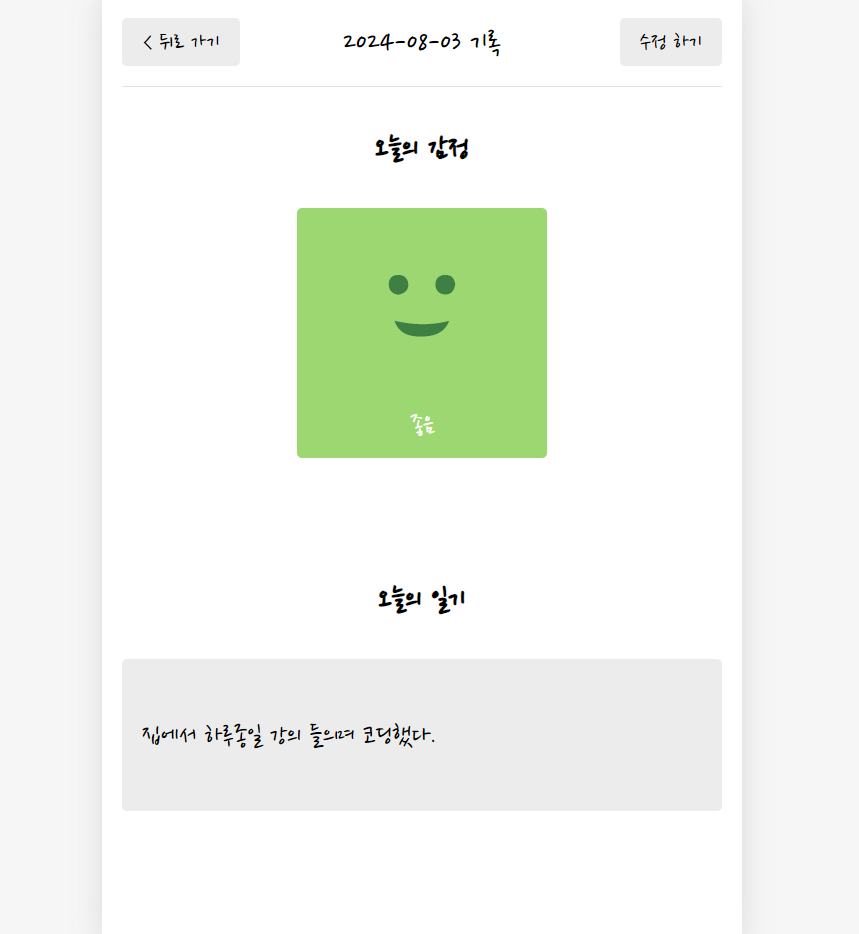 < 뒤로 가기
2024-08-03 기록
수정 하기
오늘의 감정
좋음
오늘의 일기
집에서 하루종일 강의 들으며 코딩했다.